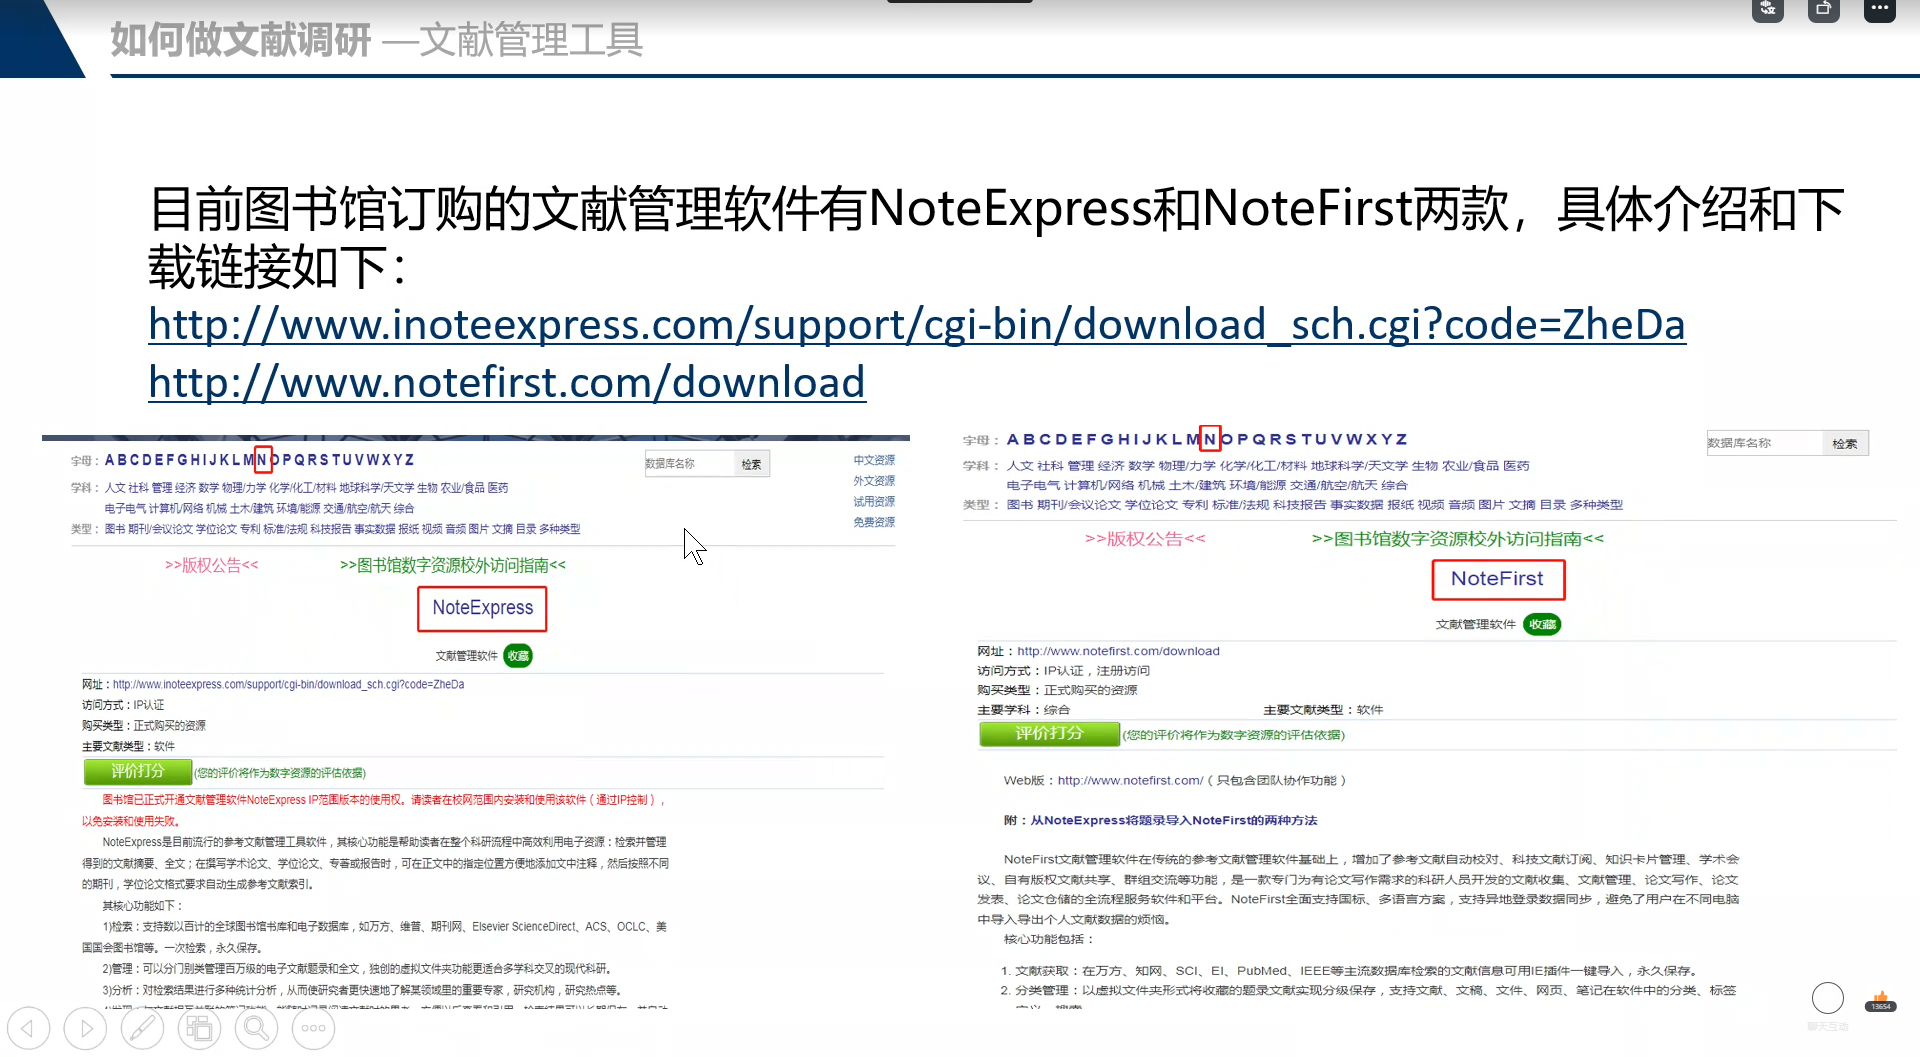 如何做文献调研 —文献管理工具
目前图书馆订购的文献管理软件有NoteExpress和NoteFirst两款，具体介绍和下
载链接如下：
http://www.inoteexpress.com/support/cgi-bin/download_sch.cgi?code=ZheDa
http://www.notefirst.com/download
字母： A B C D E F G H I J K L M N O P Q R S T U V W X Y Z
数据库名称 检索
学科： 人文 社科 管理 经济 数学 物理/力学 化学/化工/材料 地球科学/天文学 生物 农业/食品 医药
电子电气 计算机/网络 机械 土木/建筑 环境/能源 交通/航空/航天 综合
类型： 图书 期刊/会议论文 学位论文 专利 标准/法规 科技报告 事实数据 报纸 视频 音频 图片 文摘 目录 多种类型
中文资源
外文资源
试用资源
免费资源
>>版权公告<< >>图书馆数字资源校外访问指南<<
NoteExpress
文献管理软件 收藏
网址：http://www.inoteexpress.com/support/cgi-bin/download_sch.cgi?code=ZheDa
访问方式：IP认证
购买类型：正式购买的资源
主要文献类型：软件
评价打分 (您的评价将作为数字资源的评估依据)
图书馆已正式开通文献管理软件NoteExpress IP范围版本的使用权。请读者在校网范围内安装和使用该软件（通过IP控制），
以免安装和使用失败。
NoteExpress是目前流行的参考文献管理工具软件，其核心功能是帮助读者在整个科研流程中高效利用电子资源：检索并管理
得到的文献摘要、全文；在撰写学术论文、学位论文、专著或报告时，可在正文中的指定位置方便地添加文中注释，然后按照不同
的期刊，学位论文格式要求自动生成参考文献索引。
其核心功能如下：
1)检索：支持数以百计的全球图书馆书库和电子数据库，如万方、维普、期刊网、Elsevier ScienceDirect、ACS、OCLC、美
国国会图书馆等。一次检索，永久保存。
2)管理：可以分门别类管理百万级的电子文献题录和全文，独创的虚拟文件夹功能更适合多学科交叉的现代科研。
3)分析：对检索结果进行多种统计分析，从而使研究者更快速地了解某领域里的重要专家，研究机构，研究热点等。
字母： A B C D E F G H I J K L M N O P Q R S T U V W X Y Z
数据库名称 检索
学科： 人文 社科 管理 经济 数学 物理/力学 化学/化工/材料 地球科学/天文学 生物 农业/食品 医药
电子电气 计算机/网络 机械 土木/建筑 环境/能源 交通/航空/航天 综合
类型： 图书 期刊/会议论文 学位论文 专利 标准/法规 科技报告 事实数据 报纸 视频 音频 图片 文摘 目录 多种类型
>>版权公告<< >>图书馆数字资源校外访问指南<<
NoteFirst
文献管理软件 收藏
网址：http://www.notefirst.com/download
访问方式：IP认证，注册访问
购买类型：正式购买的资源
主要学科：综合 主要文献类型：软件
评价打分 (您的评价将作为数字资源的评估依据)
Web版：http://www.notefirst.com/（只包含团队协作功能）
附：从NoteExpress将题录导入NoteFirst的两种方法
NoteFirst文献管理软件在传统的参考文献管理软件基础上，增加了参考文献自动校对、科技文献订阅、知识卡片管理、学术会
议、自有版权文献共享、群组交流等功能，是一款专门为有论文写作需求的科研人员开发的文献收集、文献管理、论文写作、论文
发表、论文仓储的全流程服务软件和平台。NoteFirst全面支持国标、多语言方案，支持异地登录数据同步，避免了用户在不同电脑
中导入导出个人文献数据的烦恼。
核心功能包括：
1. 文献获取：在万方、知网、SCI、EI、PubMed、IEEE等主流数据库检索的文献信息可用IE插件一键导入，永久保存。
2. 分类管理：以虚拟文件夹形式将收藏的题录文献实现分级保存，支持文献、文稿、文件、网页、笔记在软件中的分类、标签
聊天互动
13654